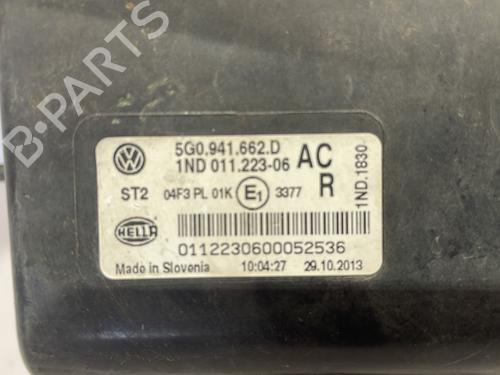 5G0.941.662.D AC
1ND 011.223-06 R
1ND.1830
ST2 04F3 PL 01K E1 3377
HELLA
0112230600052536
Made in Slovenia 10:04:27 29.10.2013
B-PARTS